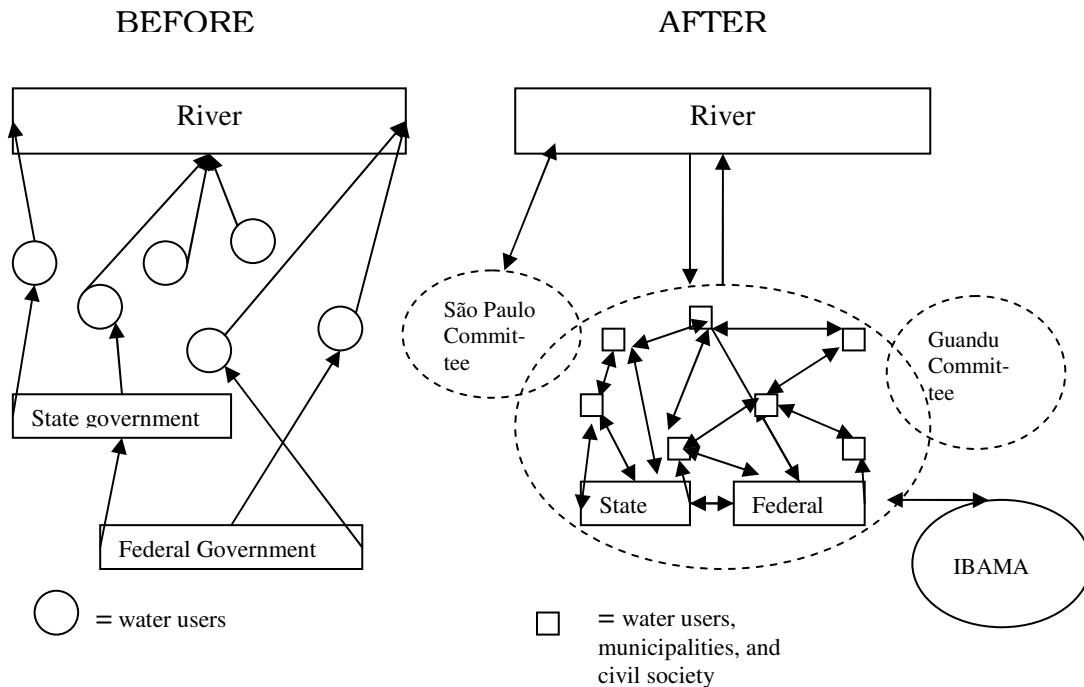 BEFORE
AFTER
River
River
São Paulo
Commit-
tee
Guandu
Commit-
tee
State government
State
Federal
Federal Government
IBAMA
= water users
= water users,
municipalities, and
civil society